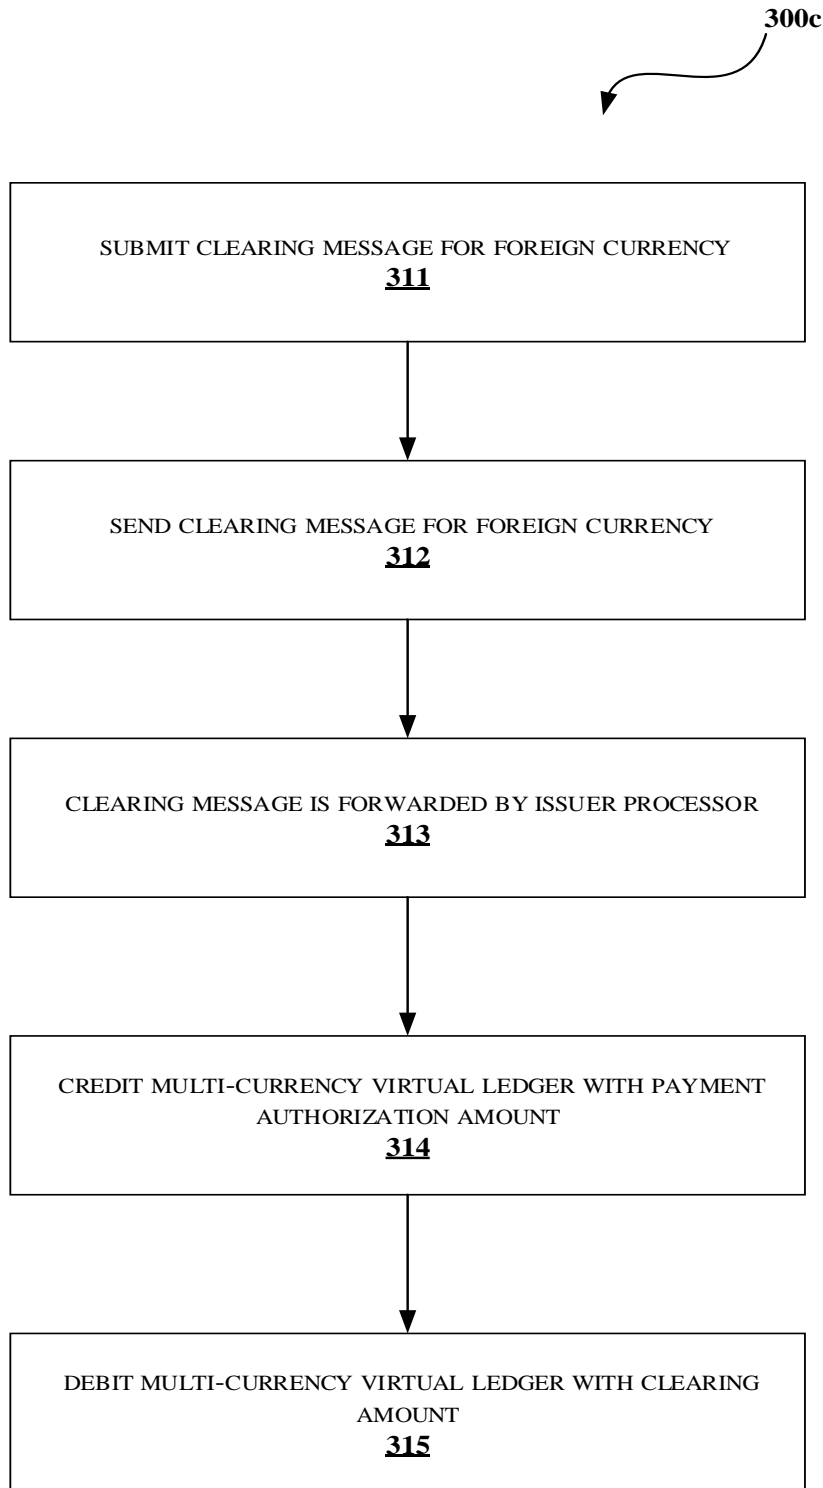 300c
SUBMIT CLEARING MESSAGE FOR FOREIGN CURRENCY
311
SEND CLEARING MESSAGE FOR FOREIGN CURRENCY
312
CLEARING MESSAGE IS FORWARDED BY ISSUER PROCESSOR
313
CREDIT MULTI-CURRENCY VIRTUAL LEDGER WITH PAYMENT
AUTHORIZATION AMOUNT
314
DEBIT MULTI-CURRENCY VIRTUAL LEDGER WITH CLEARING
AMOUNT
315